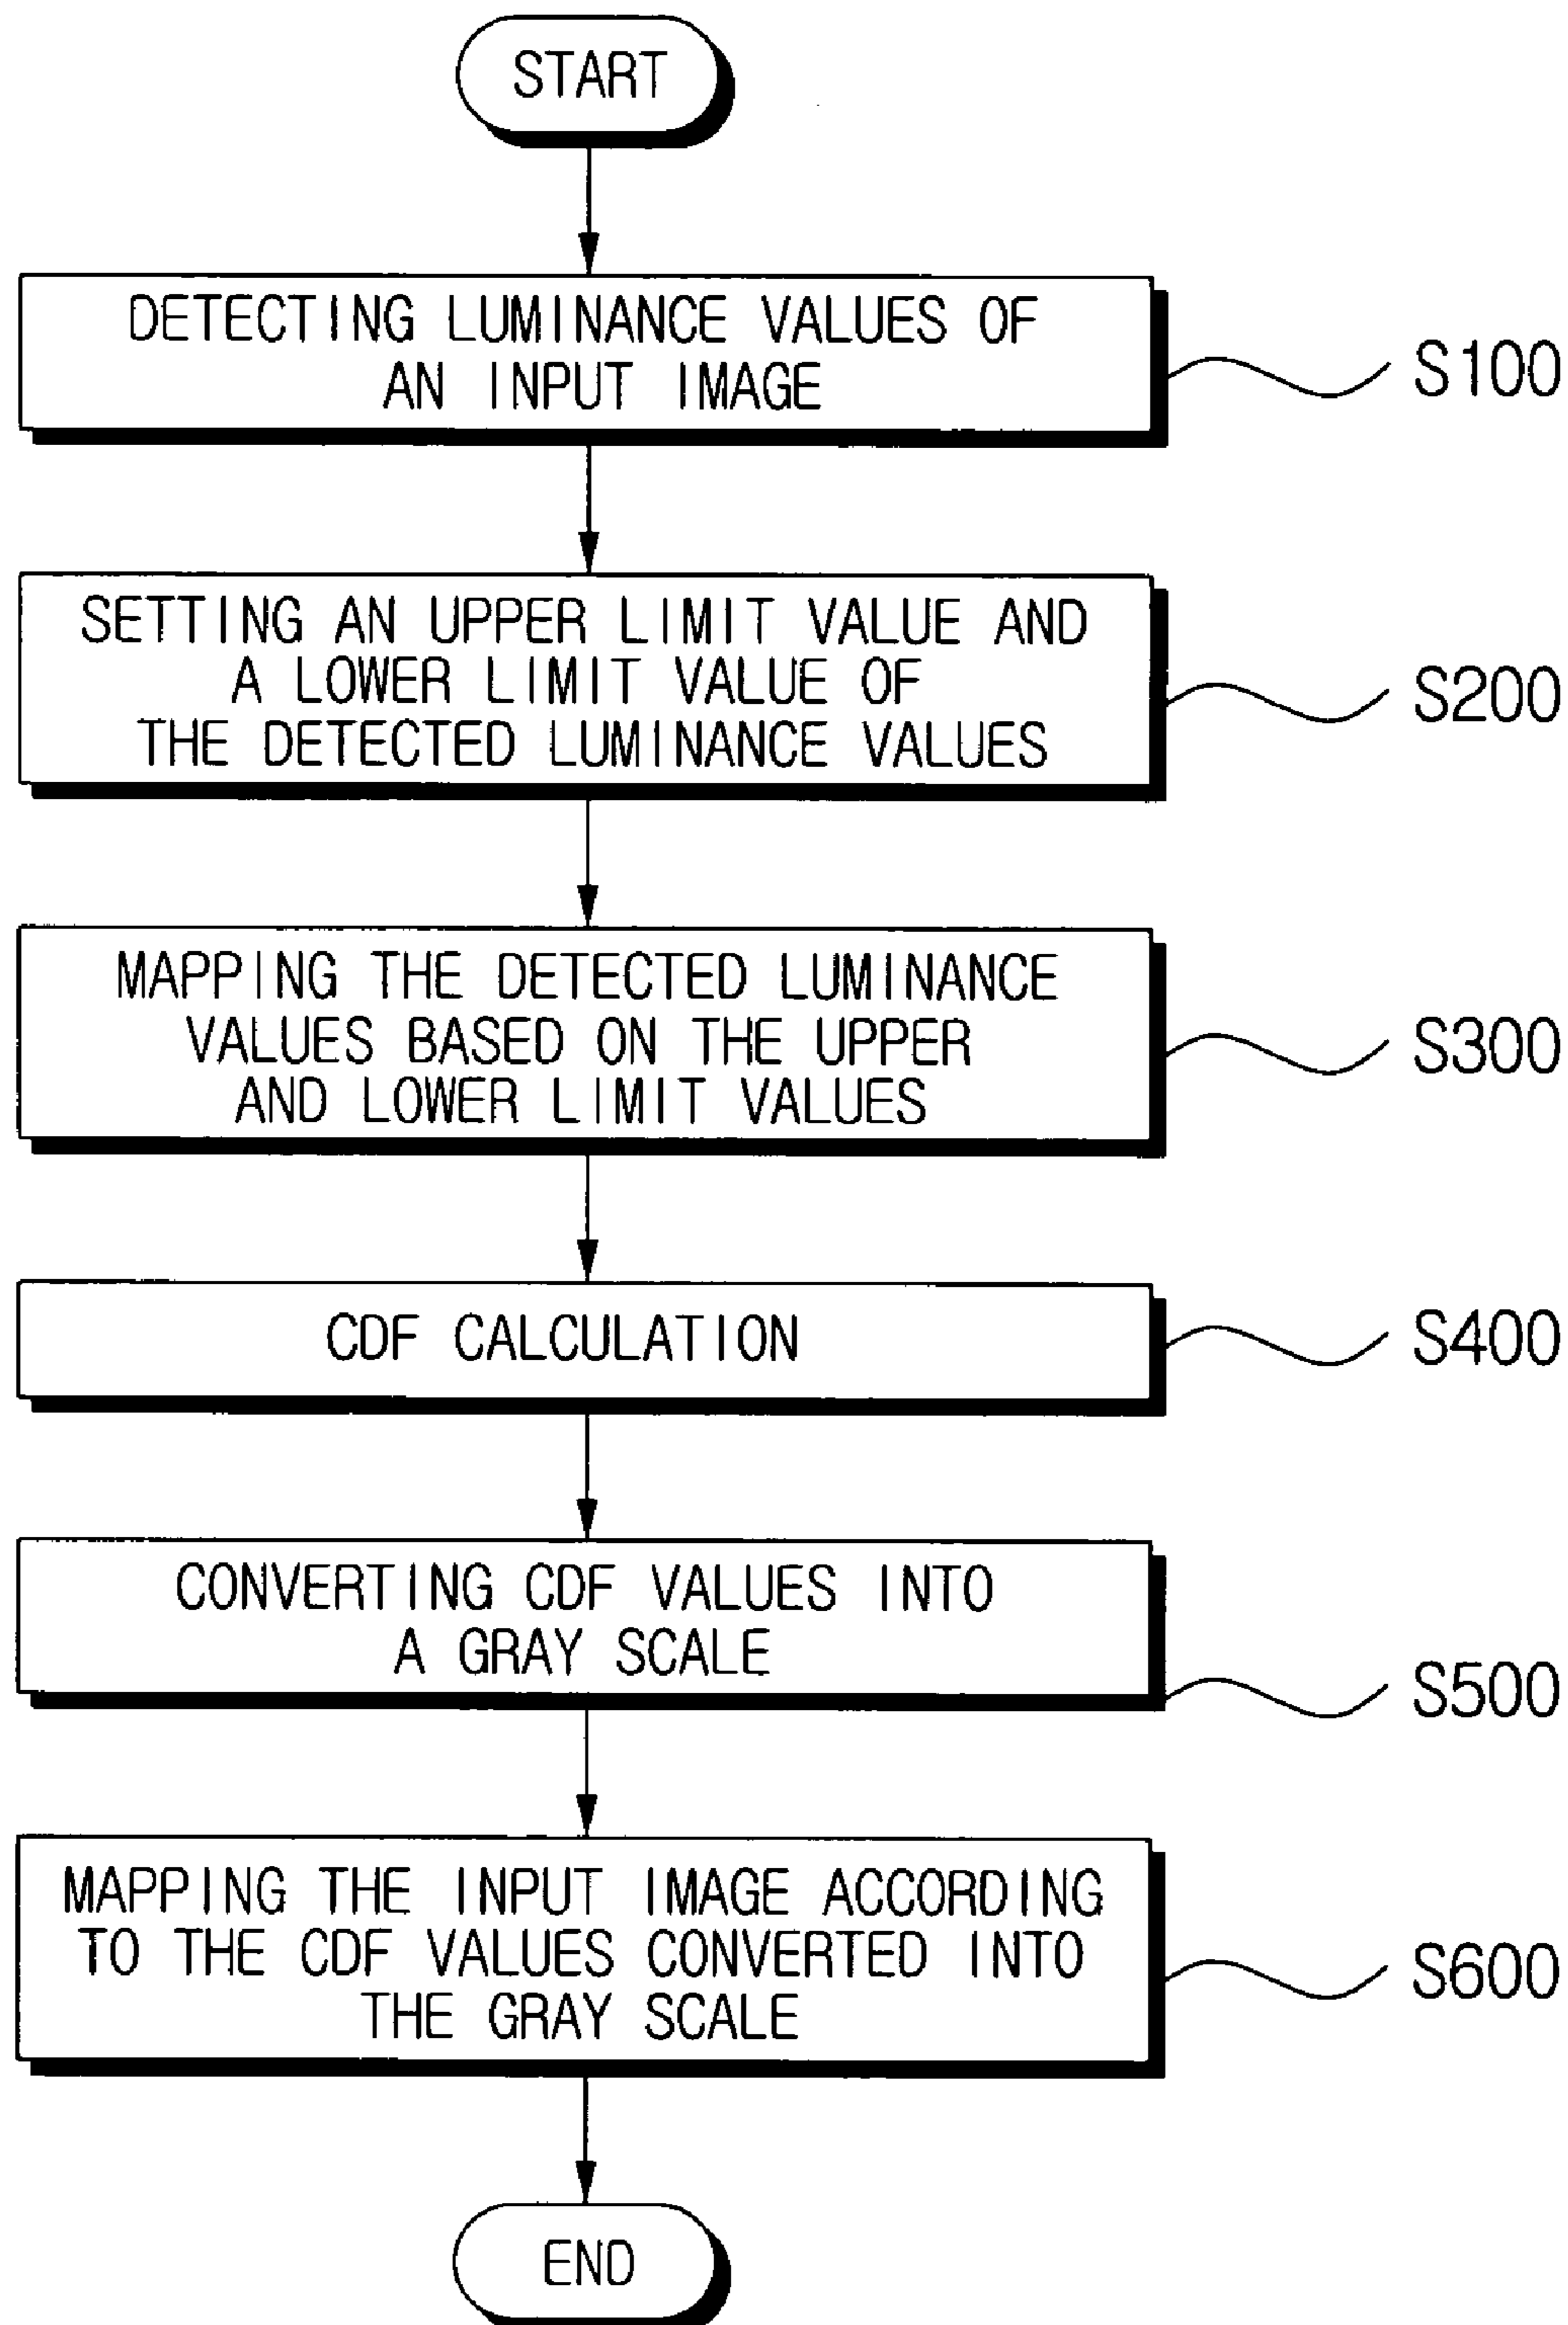 START
DETECTING LUMINANCE VALUES OF
AN INPUT IMAGE
S100
SETTING AN UPPER LIMIT VALUE AND
A LOWER LIMIT VALUE OF
THE DETECTED LUMINANCE VALUES
S200
MAPPING THE DETECTED LUMINANCE
VALUES BASED ON THE UPPER
AND LOWER LIMIT VALUES
S300
CDF CALCULATION
S400
CONVERTING CDF VALUES INTO
A GRAY SCALE
S500
MAPPING THE INPUT IMAGE ACCORDING
TO THE CDF VALUES CONVERTED INTO
THE GRAY SCALE
S600
END